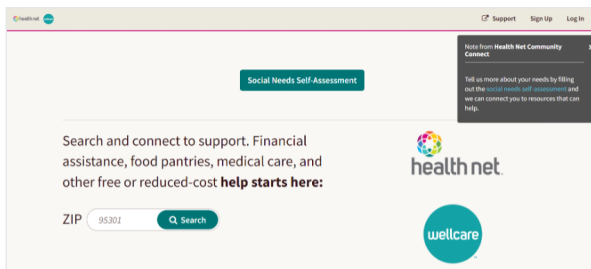 health net wellcare Support Sign Up Log In
Note from Health Net Community
Connect
Tell us more about your needs by filling
out the social needs self-assessment and
we can connect you to resources that can
help.
Social Needs Self-Assessment
Search and connect to support. Financial
assistance, food pantries, medical care, and
other free or reduced-cost help starts here:
ZIP 95301 Search
health net.
wellcare